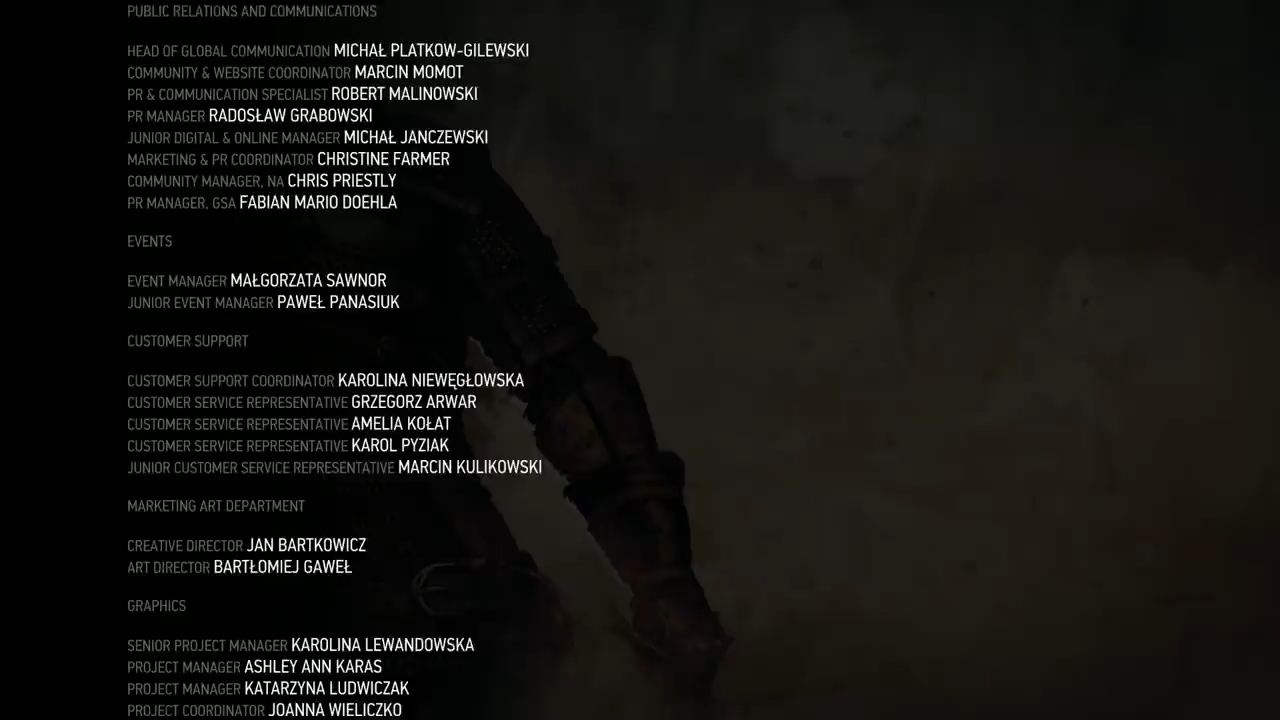 PUBLIC RELATIONS AND COMMUNICATIONS
HEAD OF GLOBAL COMMUNICATION MICHAŁ PLATKOW-GILEWSKI
COMMUNITY & WEBSITE COORDINATOR MARCIN MOMOT
PR & COMMUNICATION SPECIALIST ROBERT MALINOWSKI
PR MANAGER RADOSŁAW GRABOWSKI
JUNIOR DIGITAL & ONLINE MANAGER MICHAŁ JANCZEWSKI
MARKETING & PR COORDINATOR CHRISTINE FARMER
COMMUNITY MANAGER, NA CHRIS PRIESTLY
PR MANAGER, GSA FABIAN MARIO DOEHLA
EVENTS
EVENT MANAGER MAŁGORZATA SAWNOR
JUNIOR EVENT MANAGER PAWEŁ PANASIUK
CUSTOMER SUPPORT
CUSTOMER SUPPORT COORDINATOR KAROLINA NIEWĘGŁOWSKA
CUSTOMER SERVICE REPRESENTATIVE GRZEGORZ ARWAR
CUSTOMER SERVICE REPRESENTATIVE AMELIA KOŁAT
CUSTOMER SERVICE REPRESENTATIVE KAROL PYZIAK
JUNIOR CUSTOMER SERVICE REPRESENTATIVE MARCIN KULIKOWSKI
MARKETING ART DEPARTMENT
CREATIVE DIRECTOR JAN BARTKOWICZ
ART DIRECTOR BARTŁOMIEJ GAWEŁ
GRAPHICS
SENIOR PROJECT MANAGER KAROLINA LEWANDOWSKA
PROJECT MANAGER ASHLEY ANN KARAS
PROJECT MANAGER KATARZYNA LUDWICZAK
PROJECT COORDINATOR JOANNA WIELICZKO